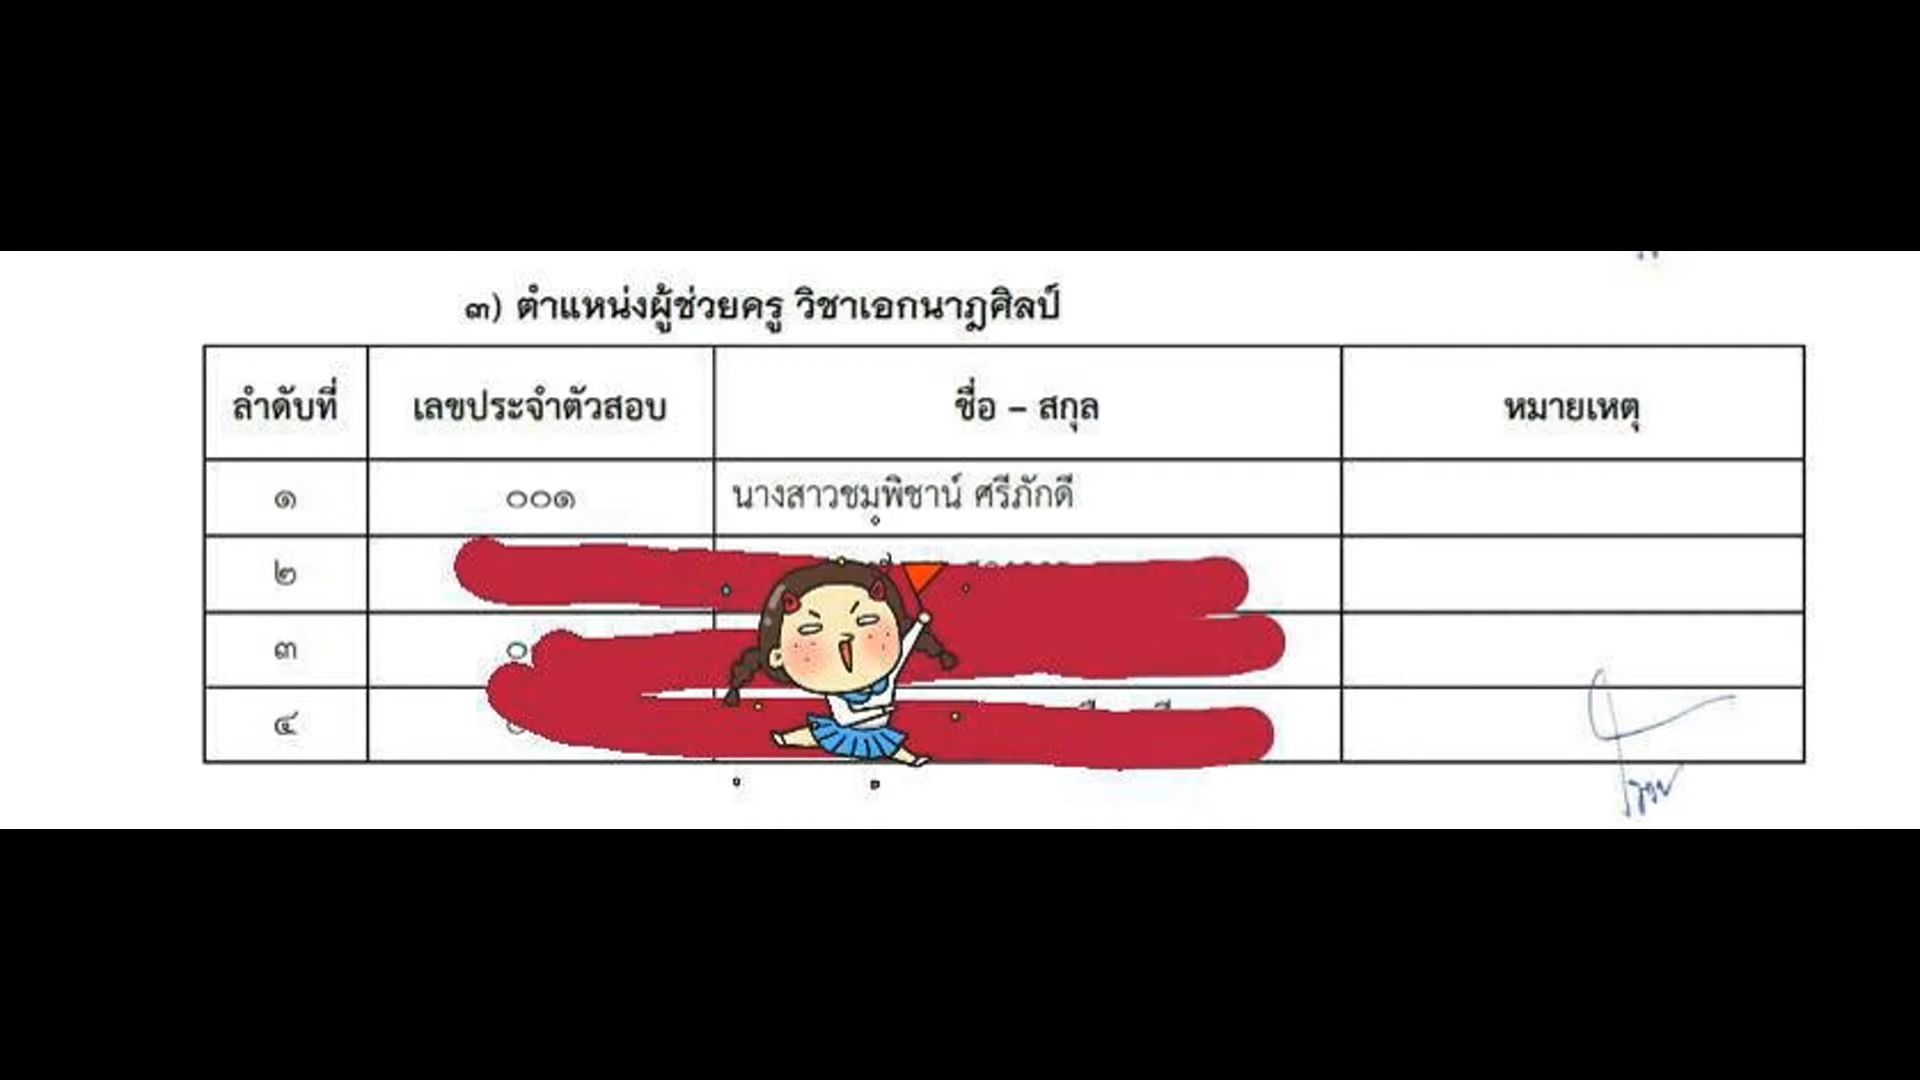 ๓) ตำแหน่งผู้ช่วยครู วิชาเอกนาฏศิลป์
ลำดับที่ เลขประจำตัวสอบ ชื่อ – สกุล หมายเหตุ
๑ ๐๐๑ นางสาวชมพิชาน์ ศรีภักดี
๒
๓ ๐
๔